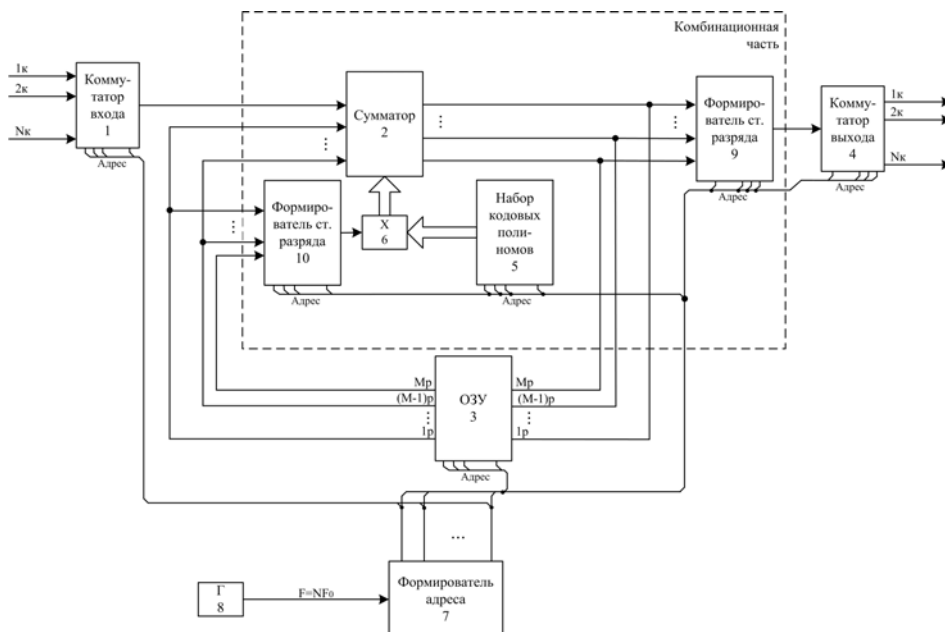 Комбинационная
часть
1к
2к
Nк
Комму-
татор
входа
1
Адрес
Сумматор
2
Формиро-
ватель ст.
разряда
9
Адрес
Комму-
татор
выхода
4
Адрес
1к
2к
Nк
Формиро-
ватель ст.
разряда
10
Адрес
X
6
Набор
кодовых
поли-
номов
5
Адрес
Мр
(М-1)р
1р
ОЗУ
3
Адрес
Мр
(М-1)р
1р
...
Г
8
F=NF0
Формирователь
адреса
7